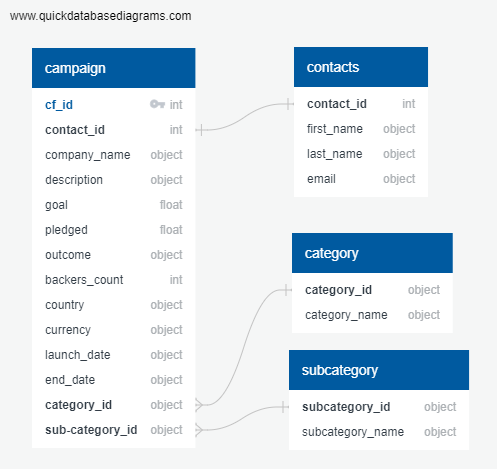 www.quickdatabasediagrams.com
campaign
cf_id int
contact_id int
company_name object
description object
goal float
pledged float
outcome object
backers_count int
country object
currency object
launch_date object
end_date object
category_id object
sub-category_id object
contacts
contact_id int
first_name object
last_name object
email object
category
category_id object
category_name object
subcategory
subcategory_id object
subcategory_name object